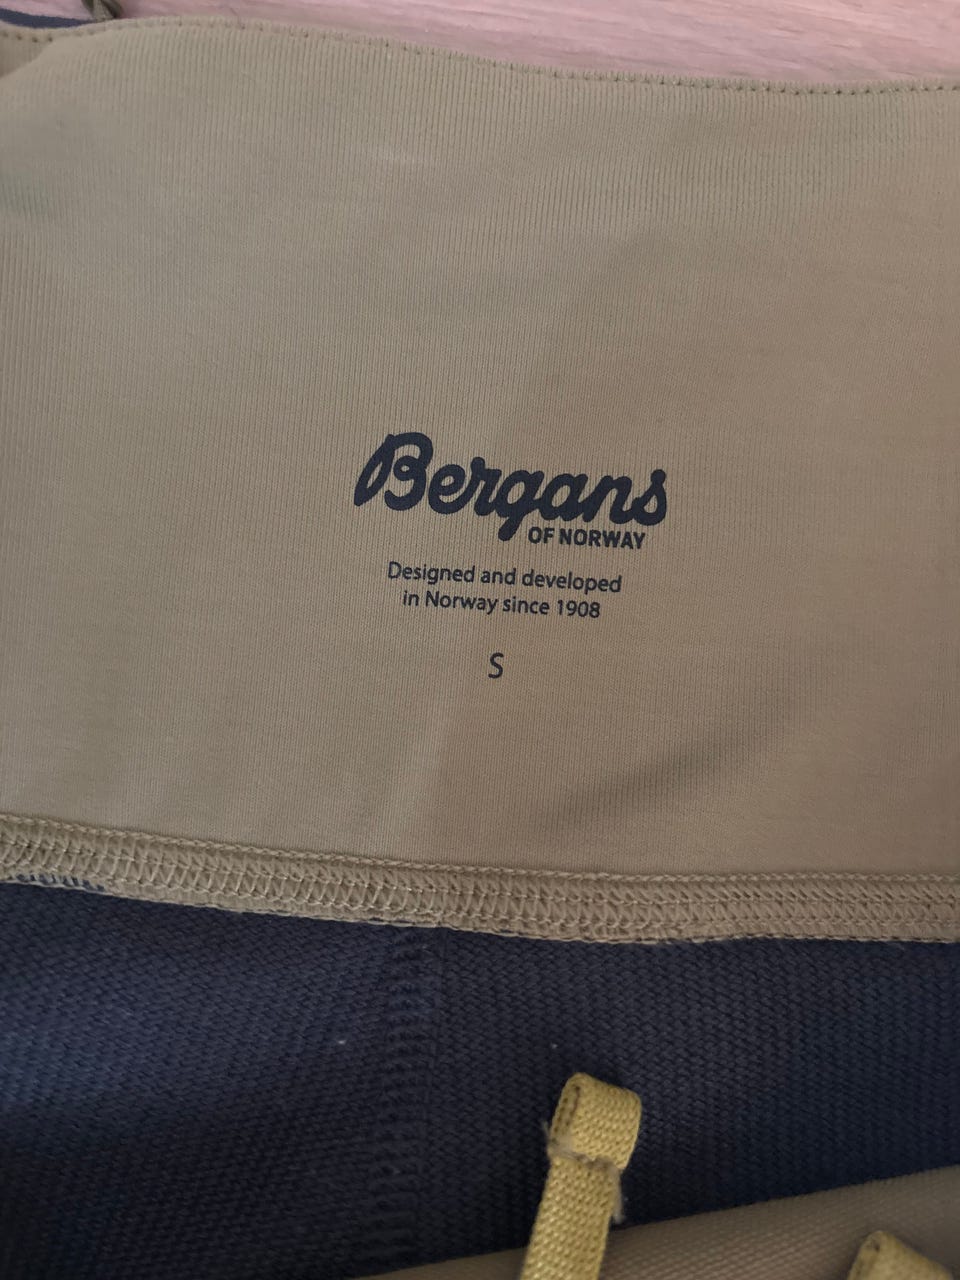 Bergans
OF NORWAY
Designed and developed
in Norway since 1908
S